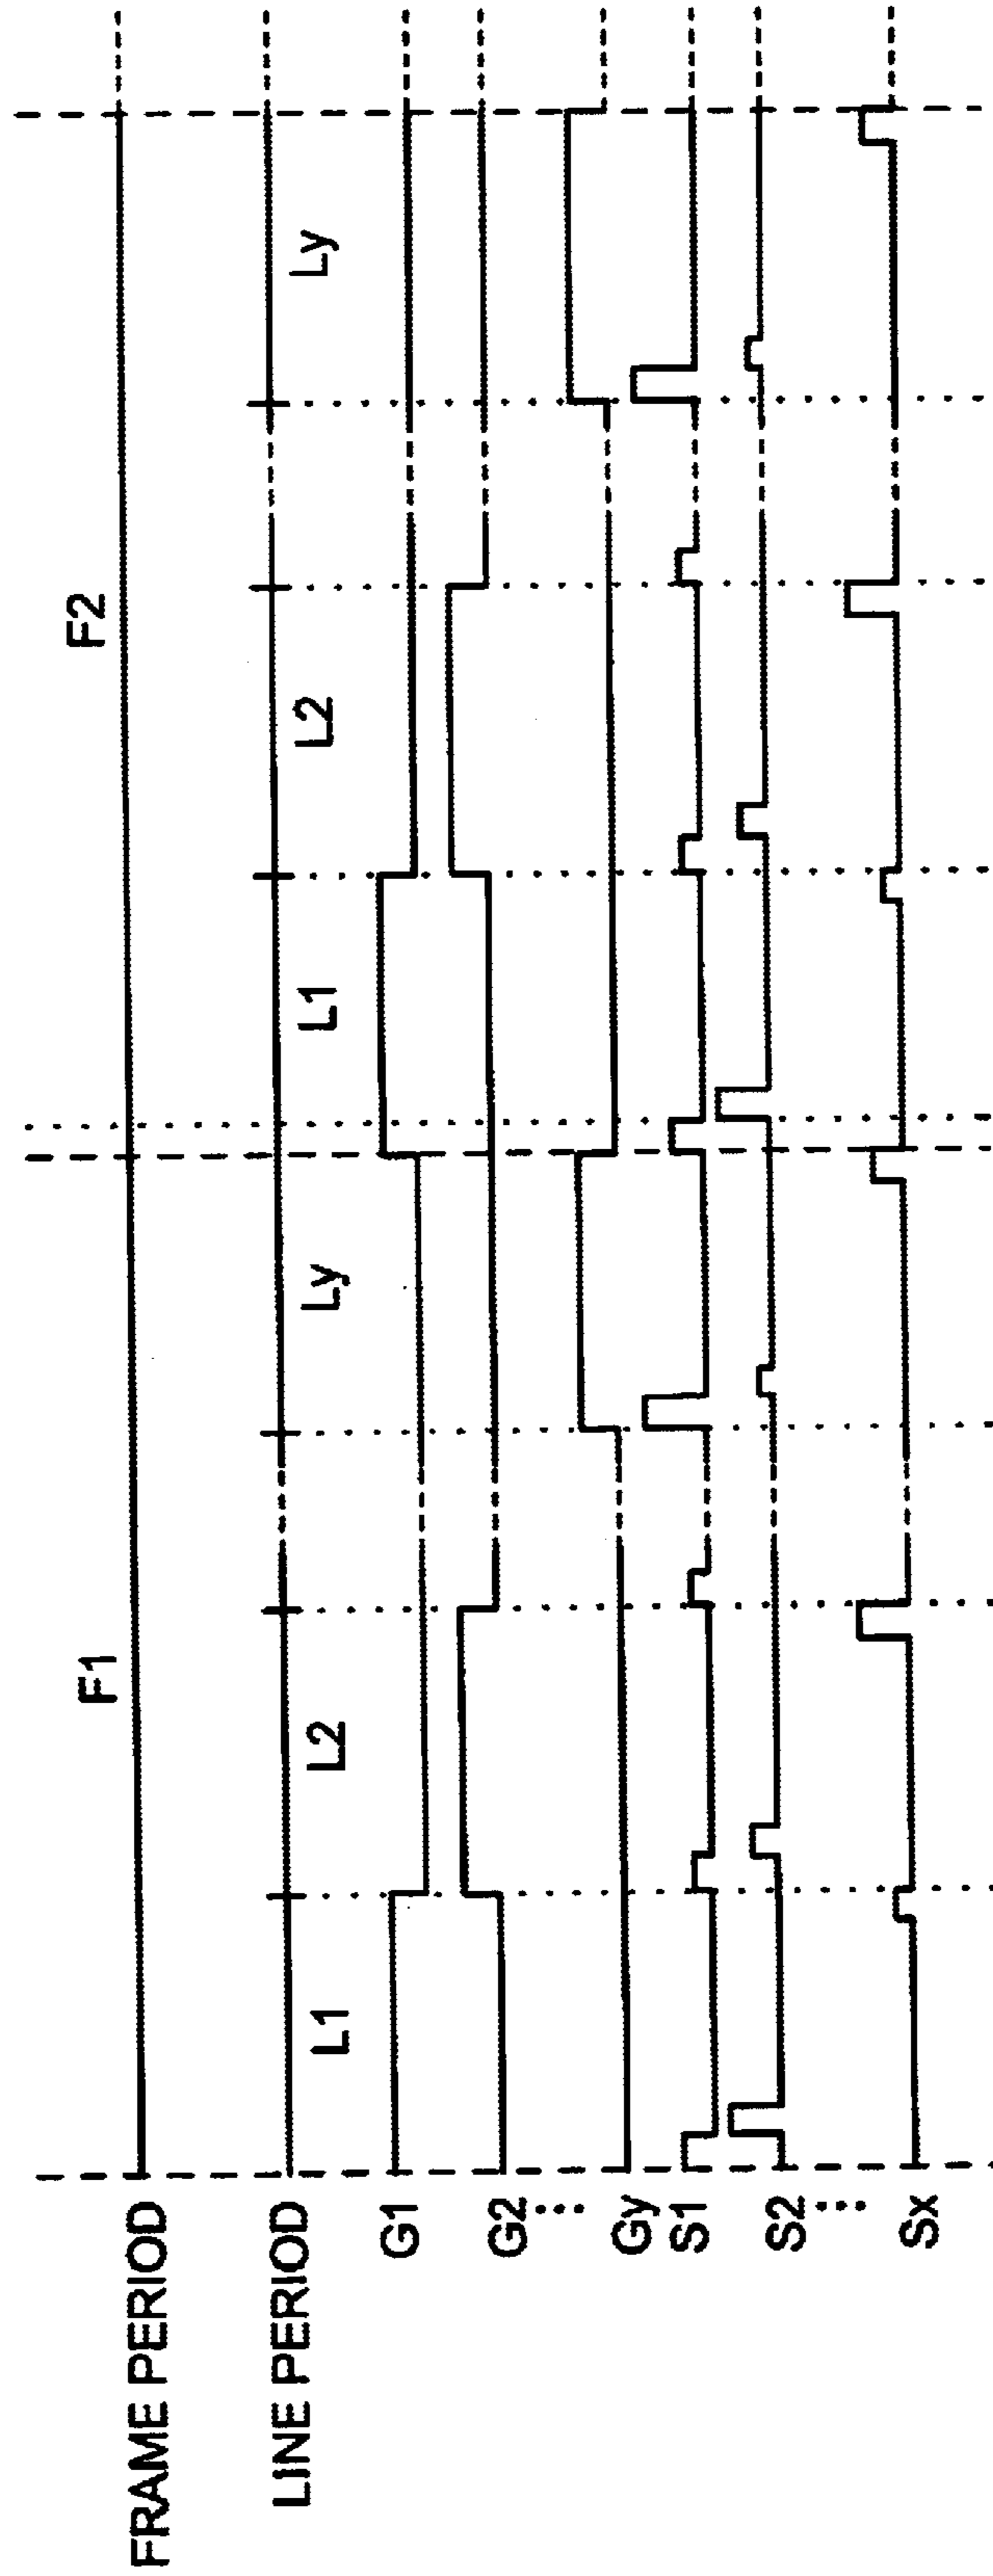 FRAME PERIOD F1 F2
LINE PERIOD L1 L2 Ly L1 L2 Ly
G1
G2
Gy
S1
S2
Sx